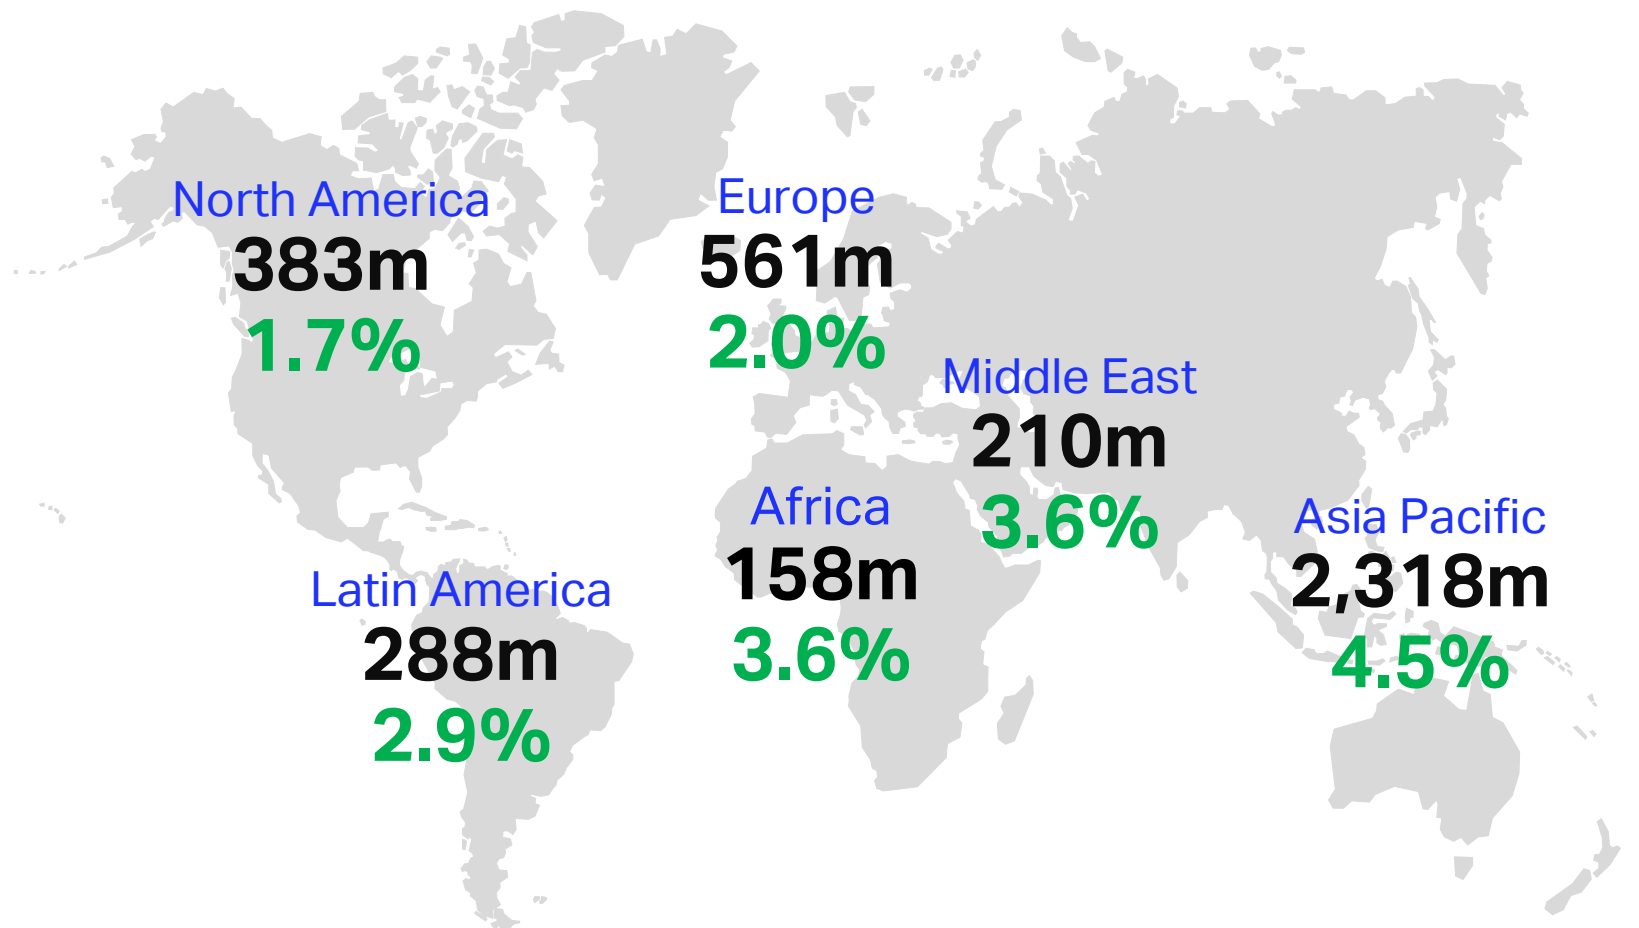 North America
383m
1.7%
Europe
561m
2.0%
Middle East
210m
3.6%
Africa
158m
3.6%
Asia Pacific
2,318m
4.5%
Latin America
288m
2.9%